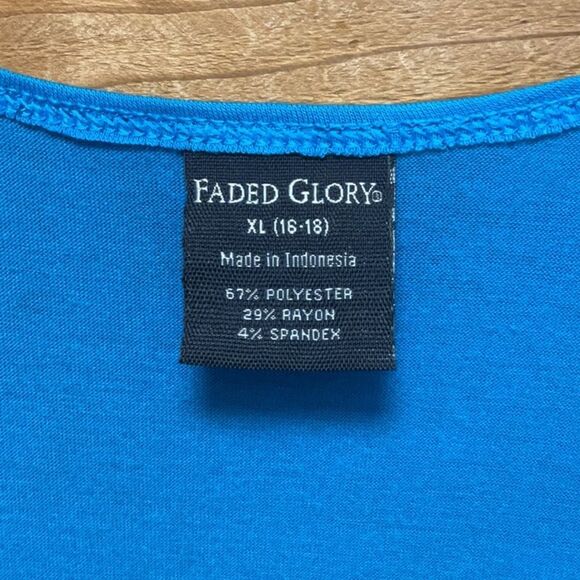 FADED GLORY®
XL (16-18)
Made in Indonesia
67% POLYESTER
29% RAYON
4% SPANDEX